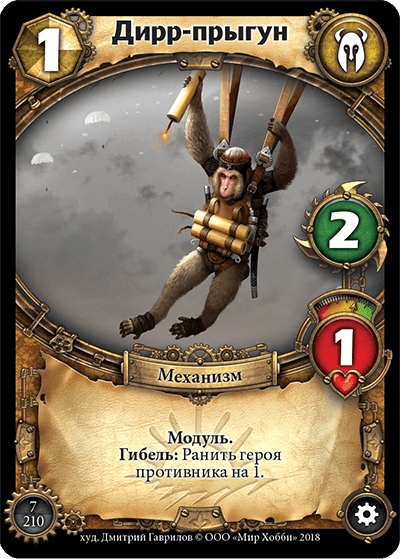 1
Дирр-прыгун
2
1
Механизм
Модуль.
Гибель: Ранить героя
противника на 1.
7
210
худ. Дмитрий Гаврилов © ООО «Мир Хобби» 2018